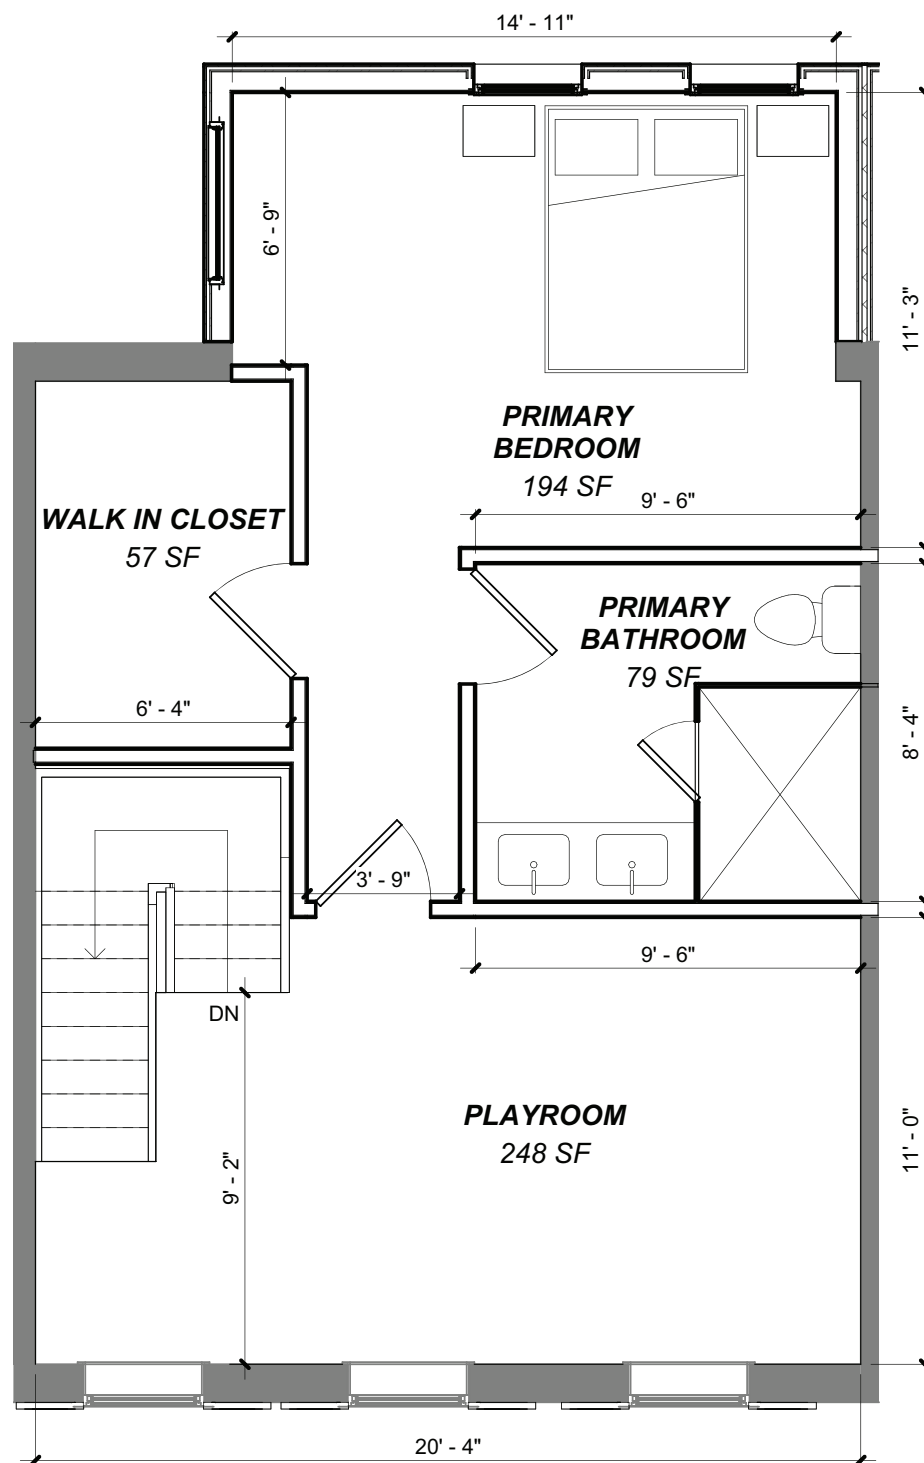 14' - 11"
6' - 9"
11' - 3"
PRIMARY
BEDROOM
194 SF
9' - 6"
WALK IN CLOSET
57 SF
PRIMARY
BATHROOM
79 SF
6' - 4"
8' - 4"
3' - 9"
9' - 6"
DN
PLAYROOM
248 SF
9' - 2"
11' - 0"
20' - 4"